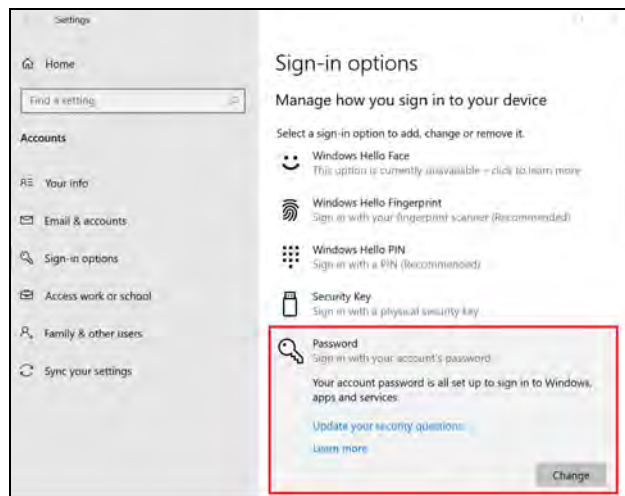 Settings
Home
Find a setting
Accounts
Your info
Email & accounts
Sign-in options
Access work or school
Family & other users
Sync your settings
Sign-in options
Manage how you sign in to your device
Select a sign-in option to add, change or remove it.
Windows Hello Face
This option is currently unavailable – click to learn more
Windows Hello Fingerprint
Sign in with your fingerprint scanner (Recommended)
Windows Hello PIN
Sign in with a PIN (Recommended)
Security Key
Sign in with a physical security key
Password
Sign in with your account's password
Your account password is all set up to sign in to Windows,
apps and services.
Update your security questions
Learn more
Change